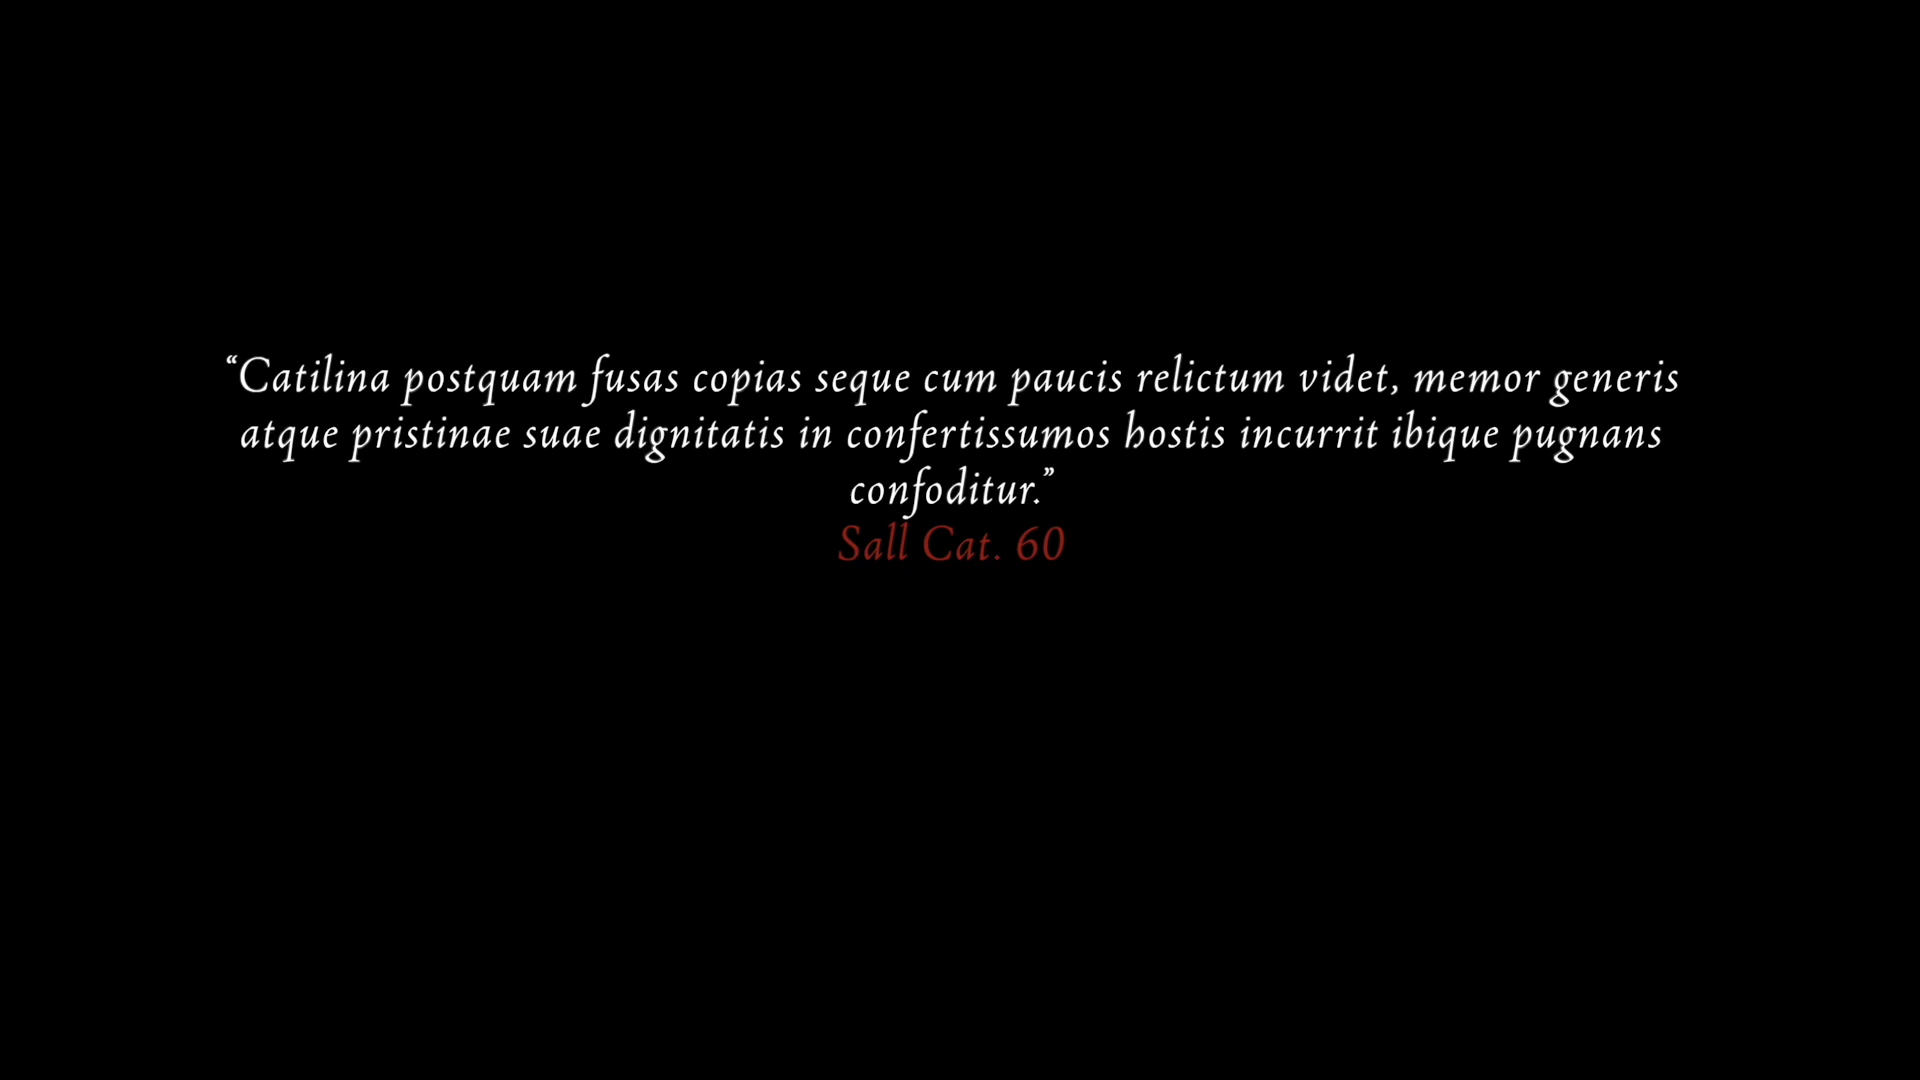 “Catilina postquam fusas copias seque cum paucis relictum videt, memor generis
atque pristinae suae dignitatis in confertissumos hostis incurrit ibique pugnans
confoditur.”
Sall Cat. 60